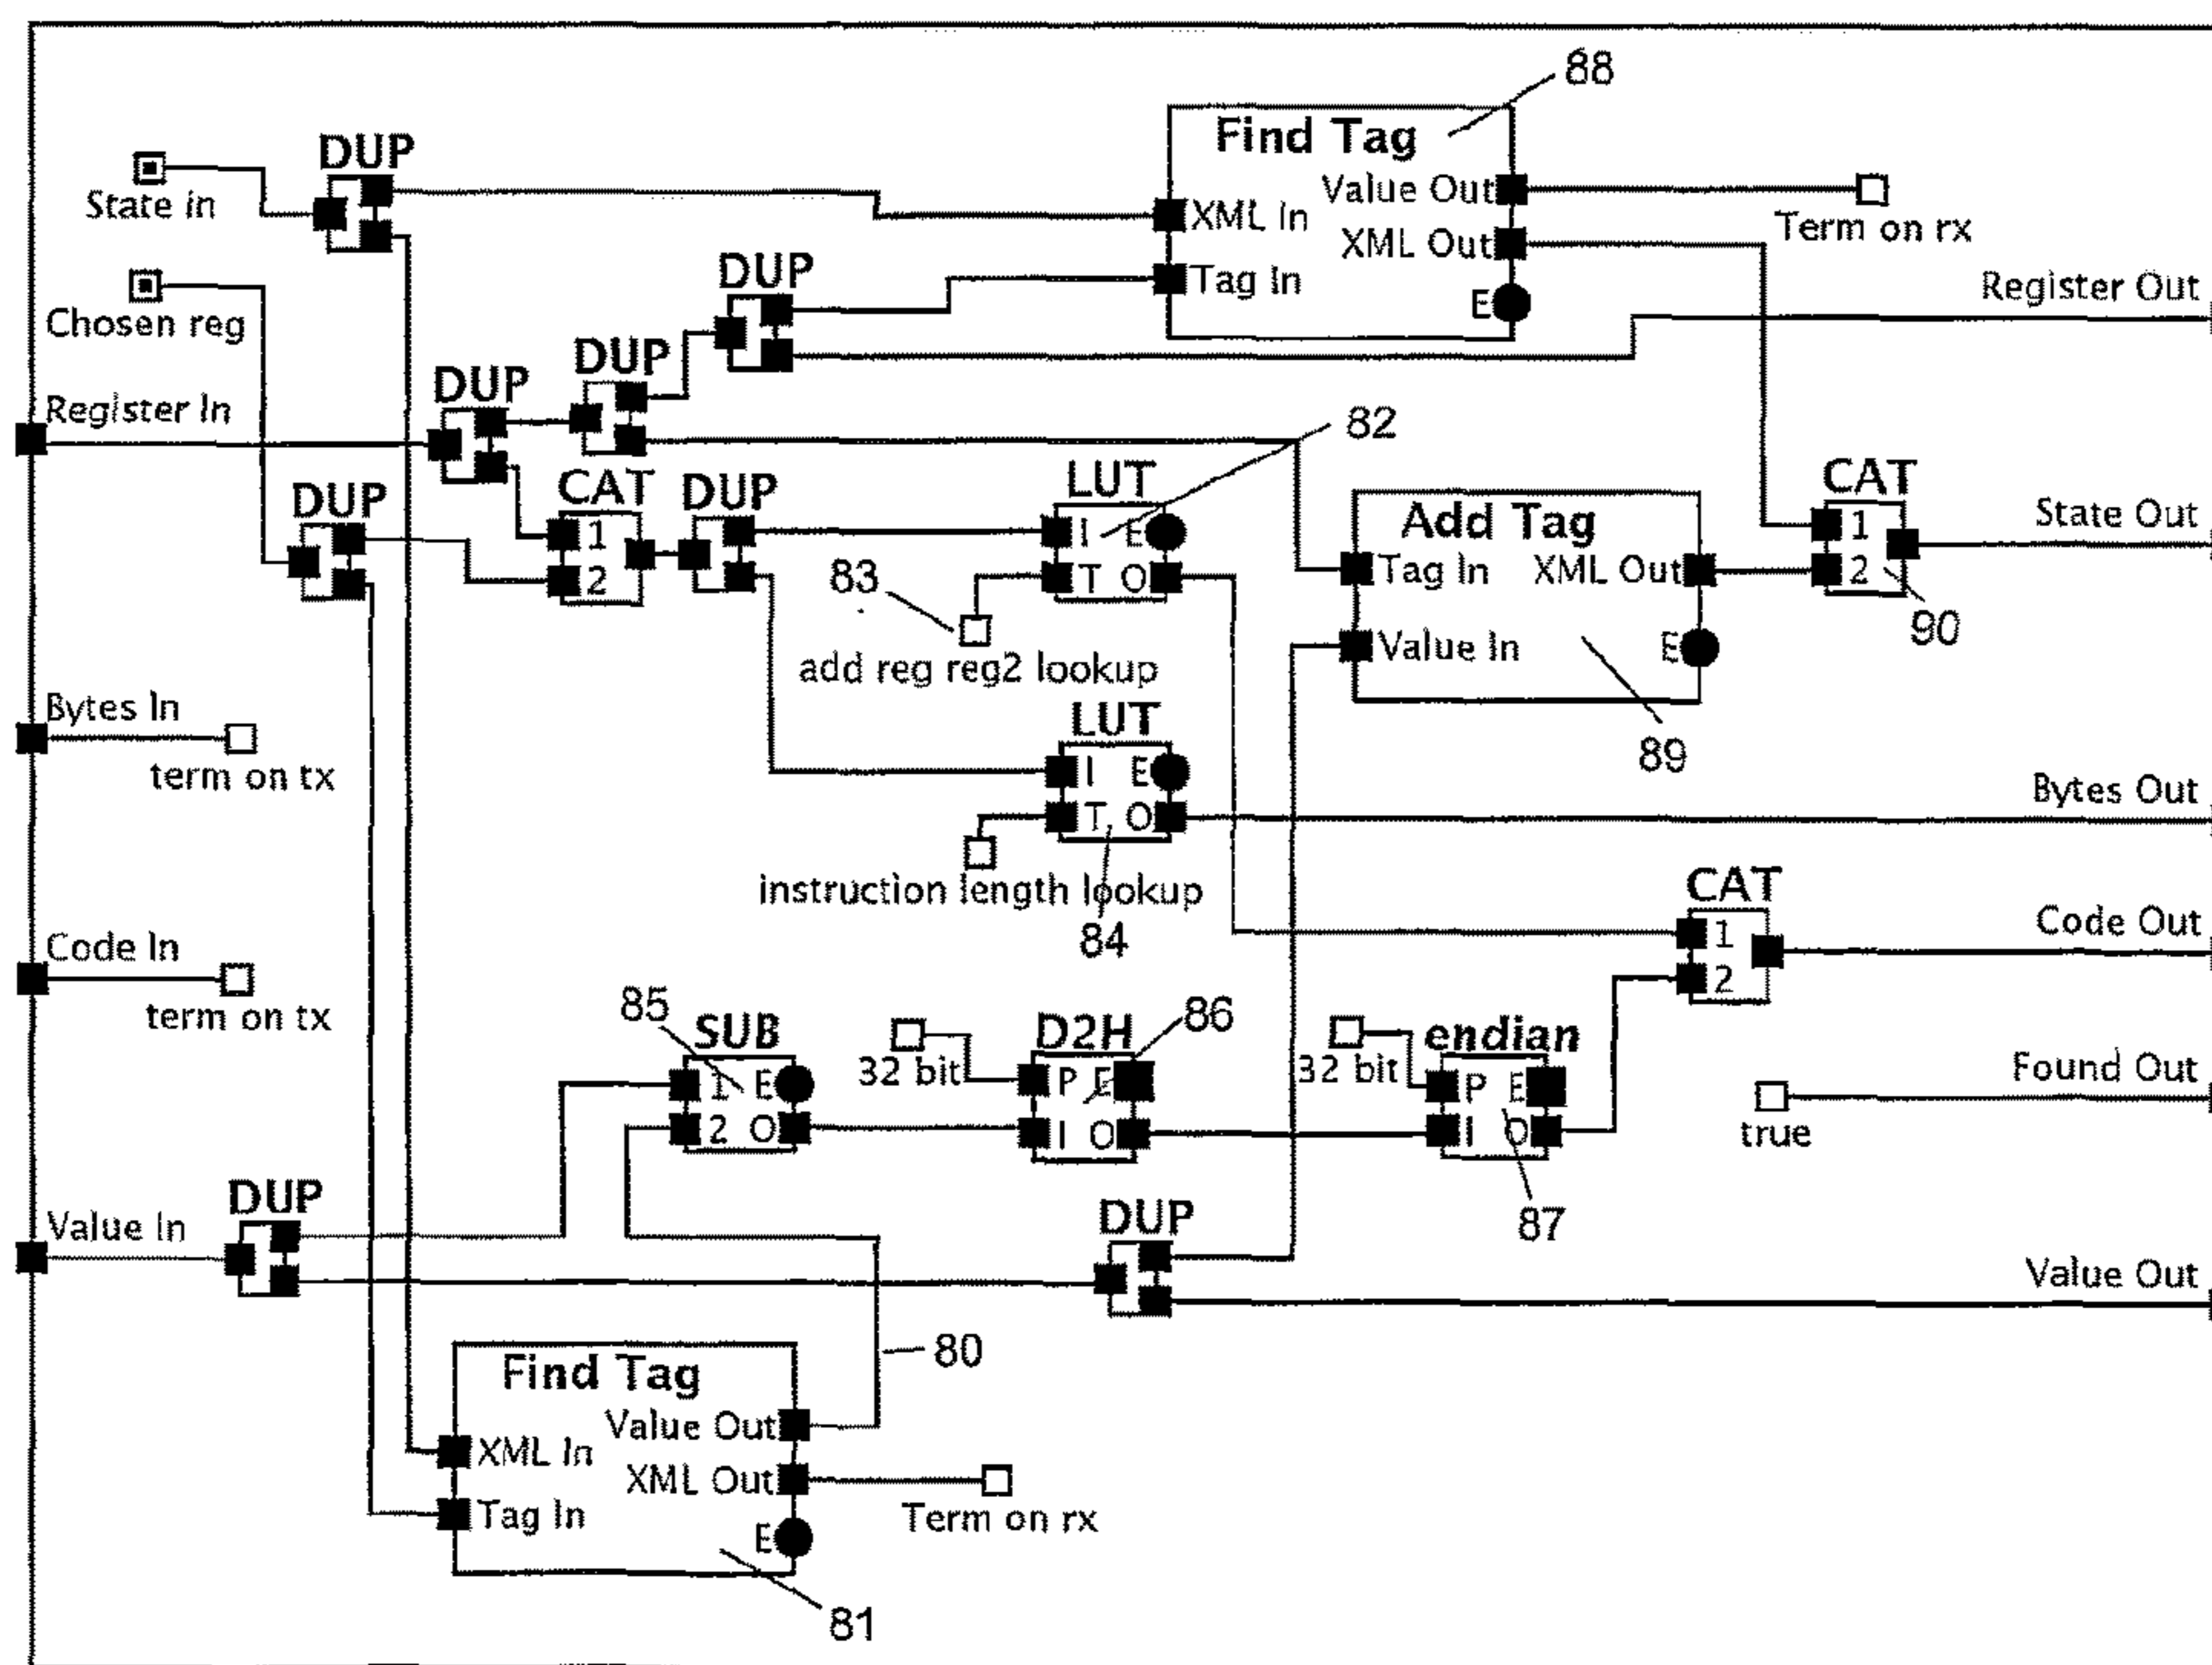 88
DUP
Find Tag
State in
XML In
Value Out
Term on rx
XML Out
DUP
Tag In
E
Register Out
Chosen reg
DUP
DUP
Register In
82
DUP
CAT
DUP
LUT
CAT
1
2
I E
T O
83
add reg reg2 lookup
Add Tag
Tag In XML Out
Value In E
1
2
State Out
90
89
Bytes In
term on tx
LUT
I E
T O
Bytes Out
instruction length lookup
84
CAT
1
2
Code Out
Code In
term on tx
85
SUB
1 E
2 O
32 bit
D2H
86
P E
I O
32 bit
endian
P E
I O
87
Found Out
true
Value In
DUP
DUP
Value Out
80
Find Tag
Value Out
XML In
XML Out
Tag In
E
Term on rx
81